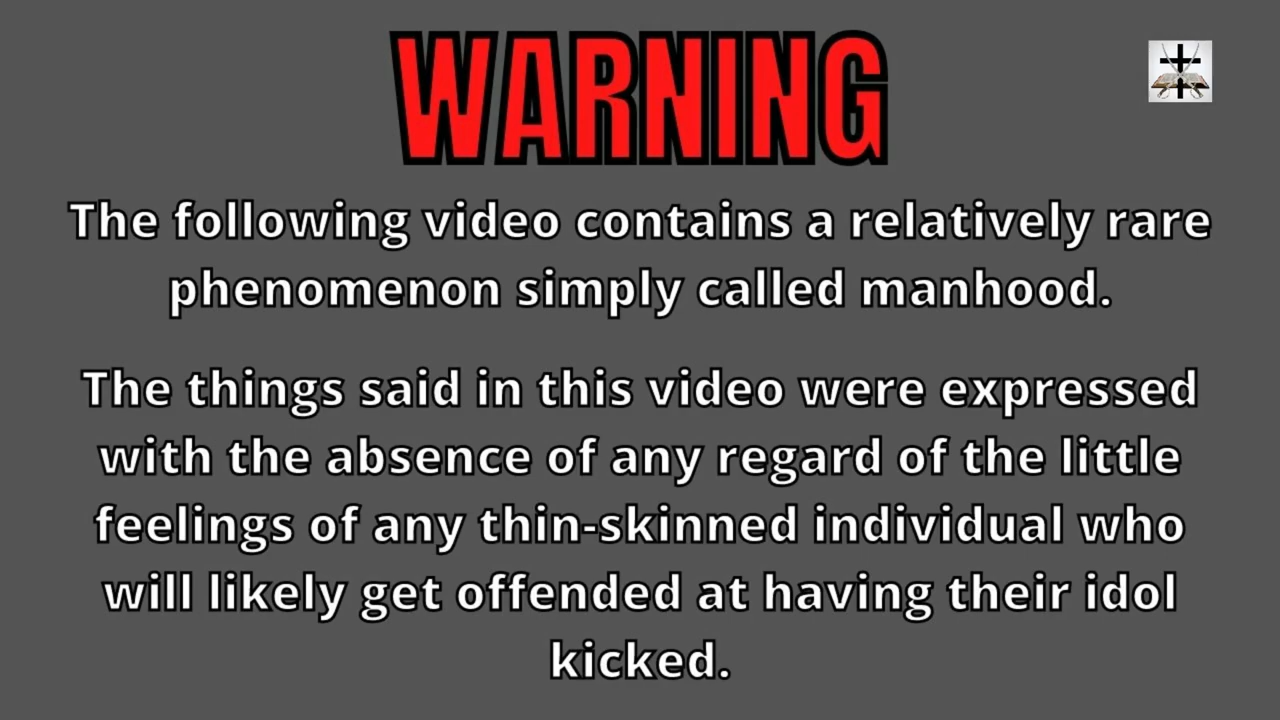 WARNING
The following video contains a relatively rare
phenomenon simply called manhood.
The things said in this video were expressed
with the absence of any regard of the little
feelings of any thin-skinned individual who
will likely get offended at having their idol
kicked.